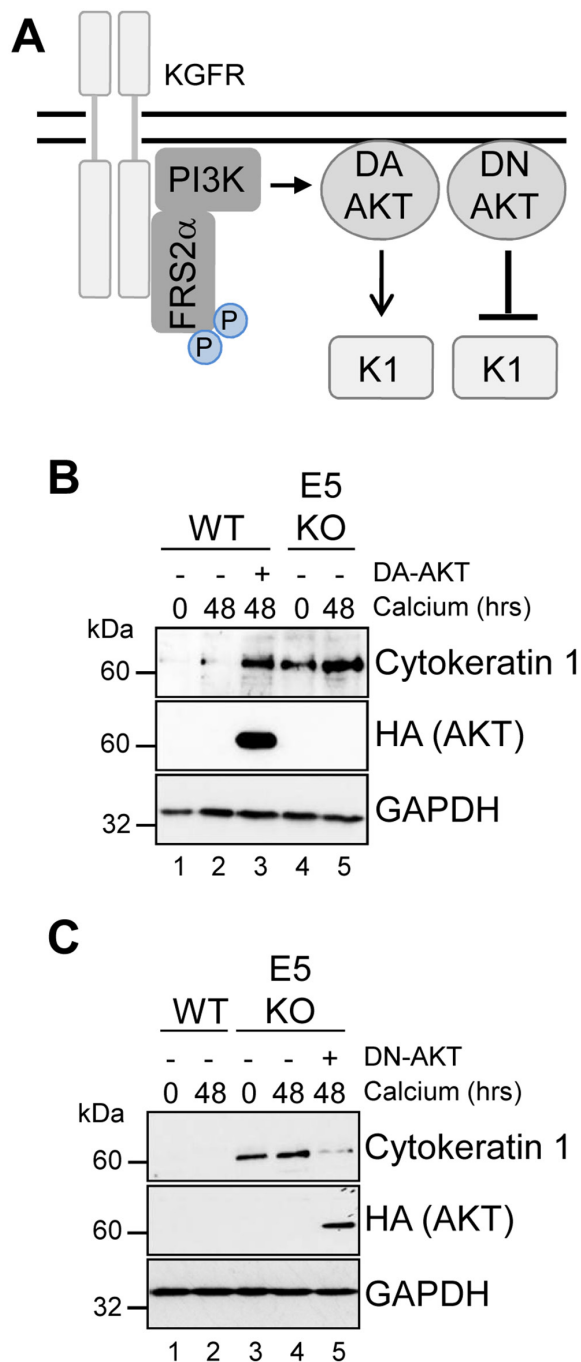 A
KGFR
PI3K
FRS2α
P
P
DA
AKT
DN
AKT
K1
K1
B
WT
E5
KO
- - + - - DA-AKT
0 48 48 0 48 Calcium (hrs)
kDa
60 Cytokeratin 1
60 HA (AKT)
32 GAPDH
1 2 3 4 5
C
WT
E5
KO
- - - - + DN-AKT
0 48 0 48 48 Calcium (hrs)
kDa
60 Cytokeratin 1
60 HA (AKT)
32 GAPDH
1 2 3 4 5